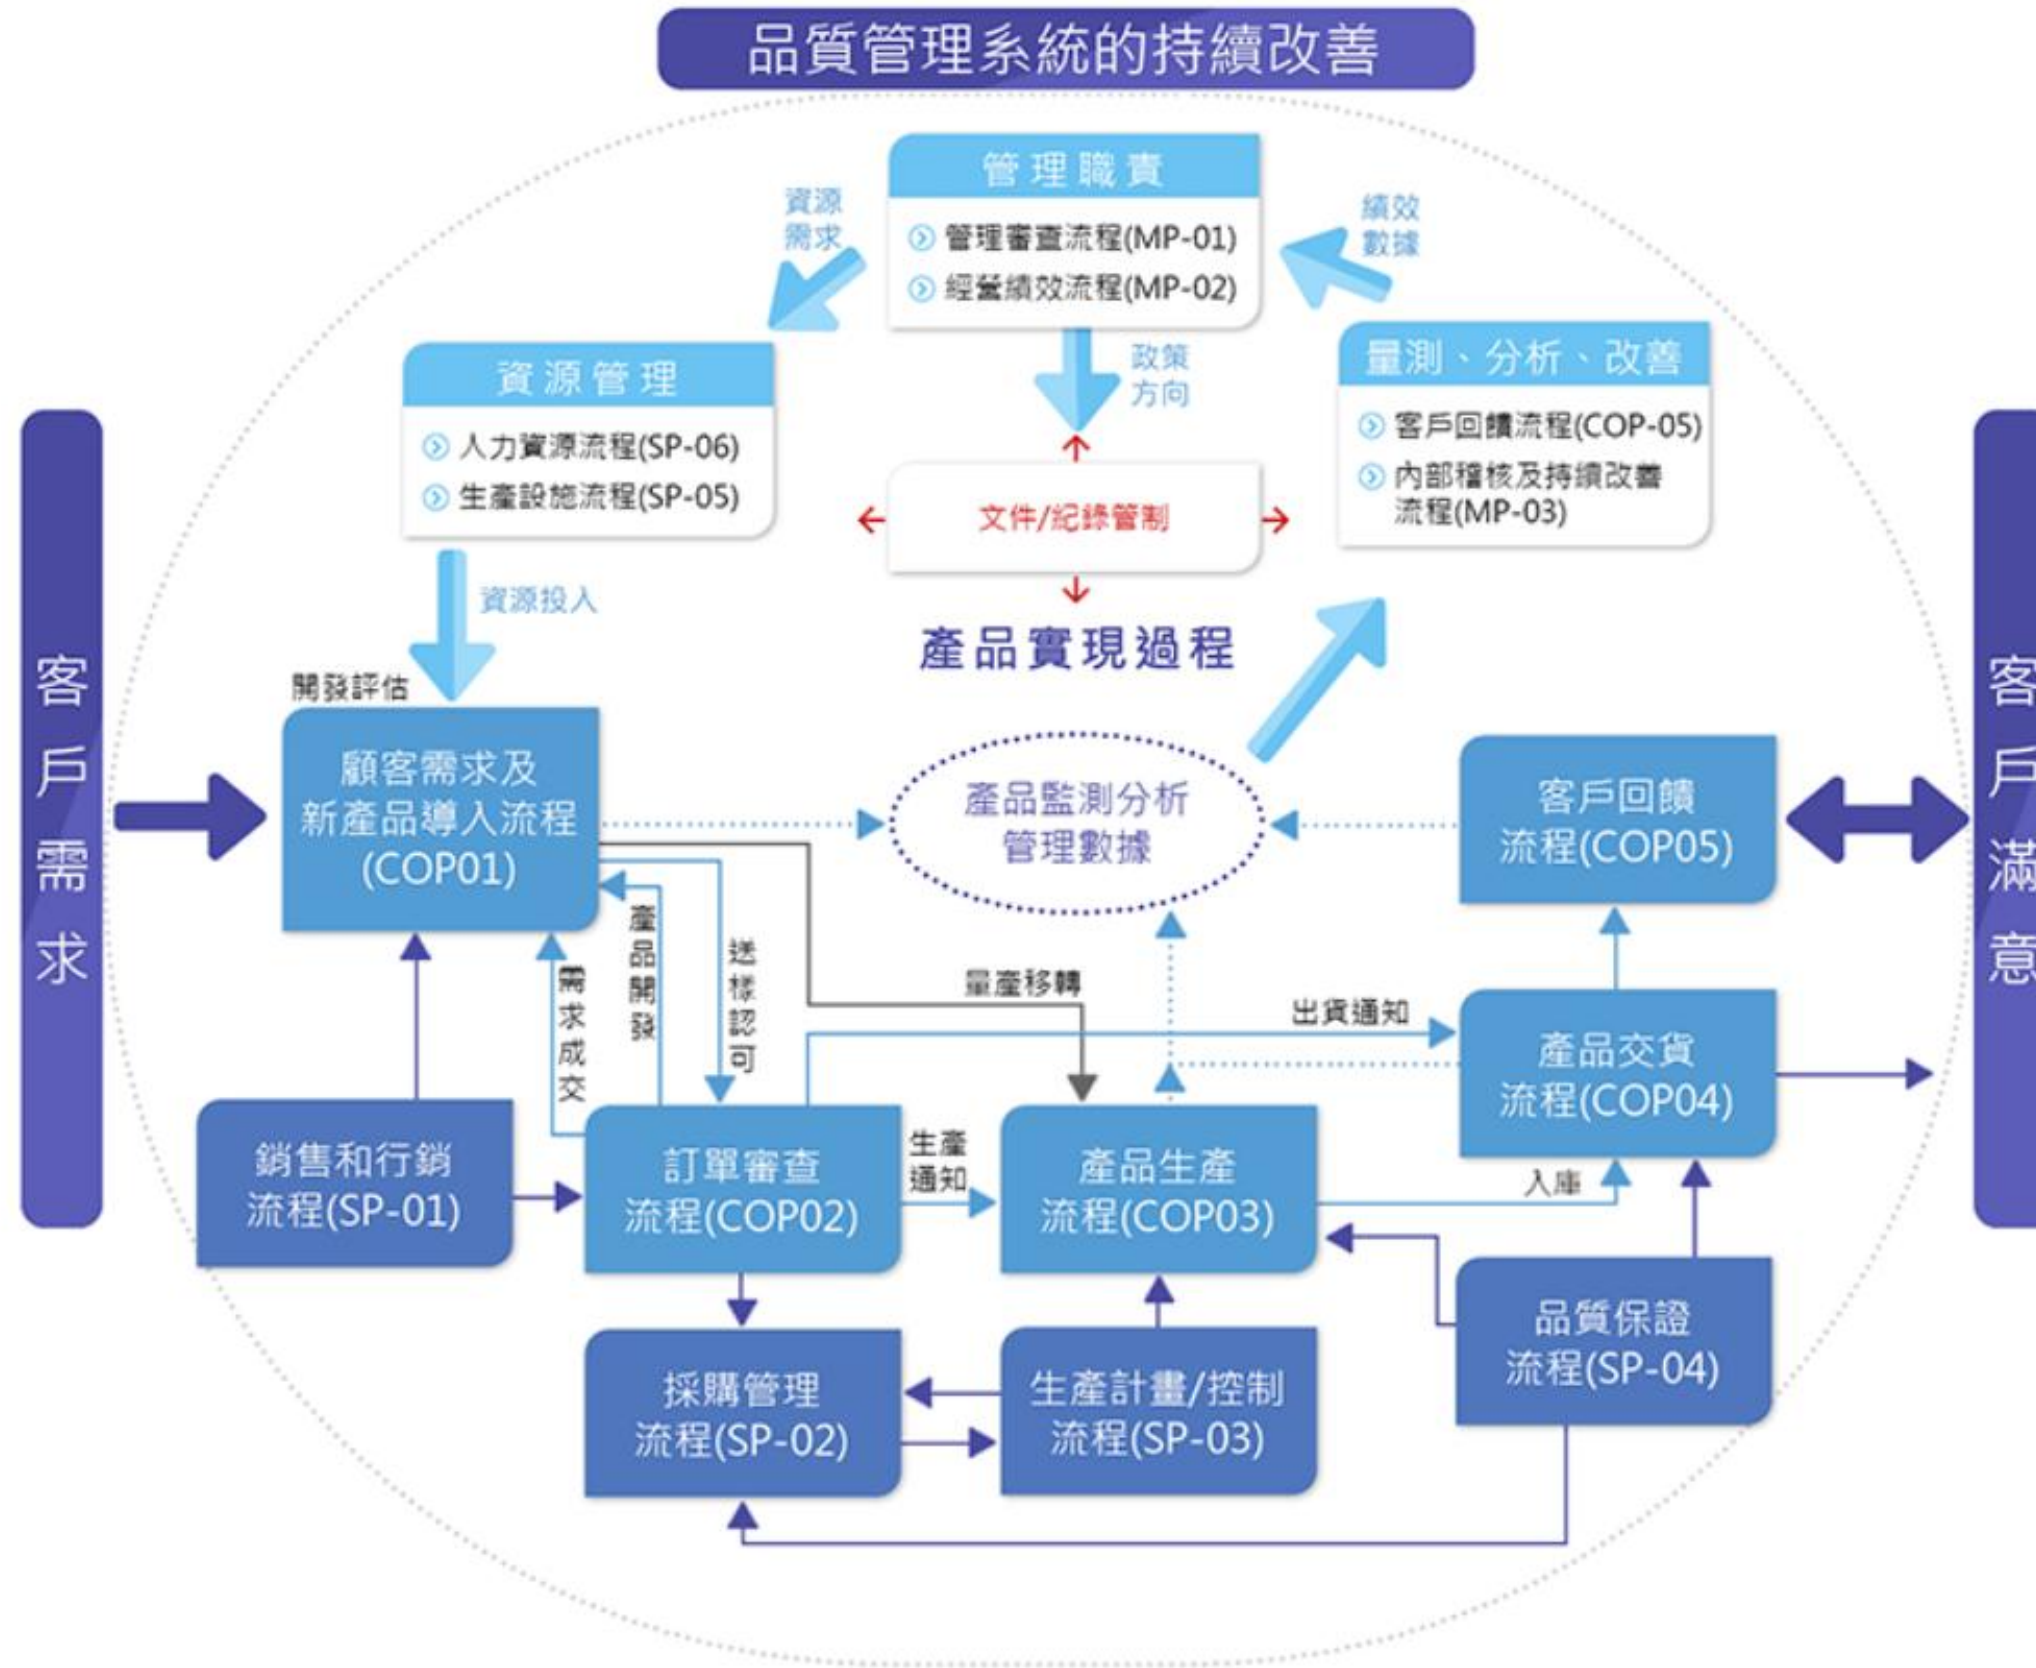 品質管理系統的持續改善
管理職責
管理審查流程(MP-01)
經營績效流程(MP-02)
資源
需求
績效
數據
政策
方向
資源管理
人力資源流程(SP-06)
生產設施流程(SP-05)
量測、分析、改善
客戶回饋流程(COP-05)
內部稽核及持續改善
流程(MP-03)
文件/紀錄管制
資源投入
產品實現過程
客戶需求
客戶滿意
開發評估
顧客需求及
新產品導入流程
(COP01)
產品監測分析
管理數據
客戶回饋
流程(COP05)
需求成交
產品開發
送樣認可
量產移轉
出貨通知
產品交貨
流程(COP04)
銷售和行銷
流程(SP-01)
訂單審查
流程(COP02)
生產
通知
產品生產
流程(COP03)
入庫
採購管理
流程(SP-02)
生產計畫/控制
流程(SP-03)
品質保證
流程(SP-04)